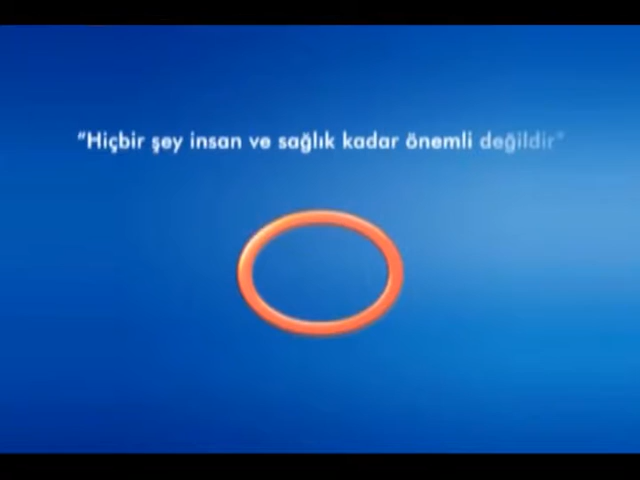 “Hiçbir şey insan ve sağlık kadar önemli değildir”